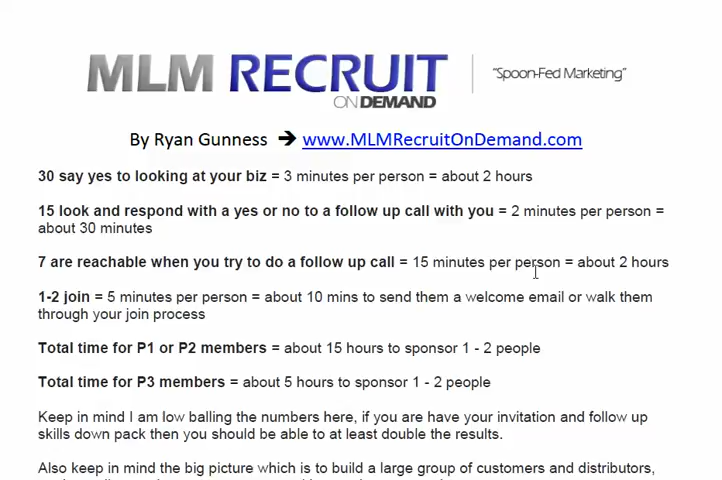 MLM RECRUIT ON DEMAND "Spoon-Fed Marketing"
By Ryan Gunness ➔ www.MLMRecruitOnDemand.com
30 say yes to looking at your biz = 3 minutes per person = about 2 hours
15 look and respond with a yes or no to a follow up call with you = 2 minutes per person =
about 30 minutes
7 are reachable when you try to do a follow up call = 15 minutes per person = about 2 hours
1-2 join = 5 minutes per person = about 10 mins to send them a welcome email or walk them
through your join process
Total time for P1 or P2 members = about 15 hours to sponsor 1 - 2 people
Total time for P3 members = about 5 hours to sponsor 1 - 2 people
Keep in mind I am low balling the numbers here, if you are have your invitation and follow up
skills down pack then you should be able to at least double the results.
Also keep in mind the big picture which is to build a large group of customers and distributors,